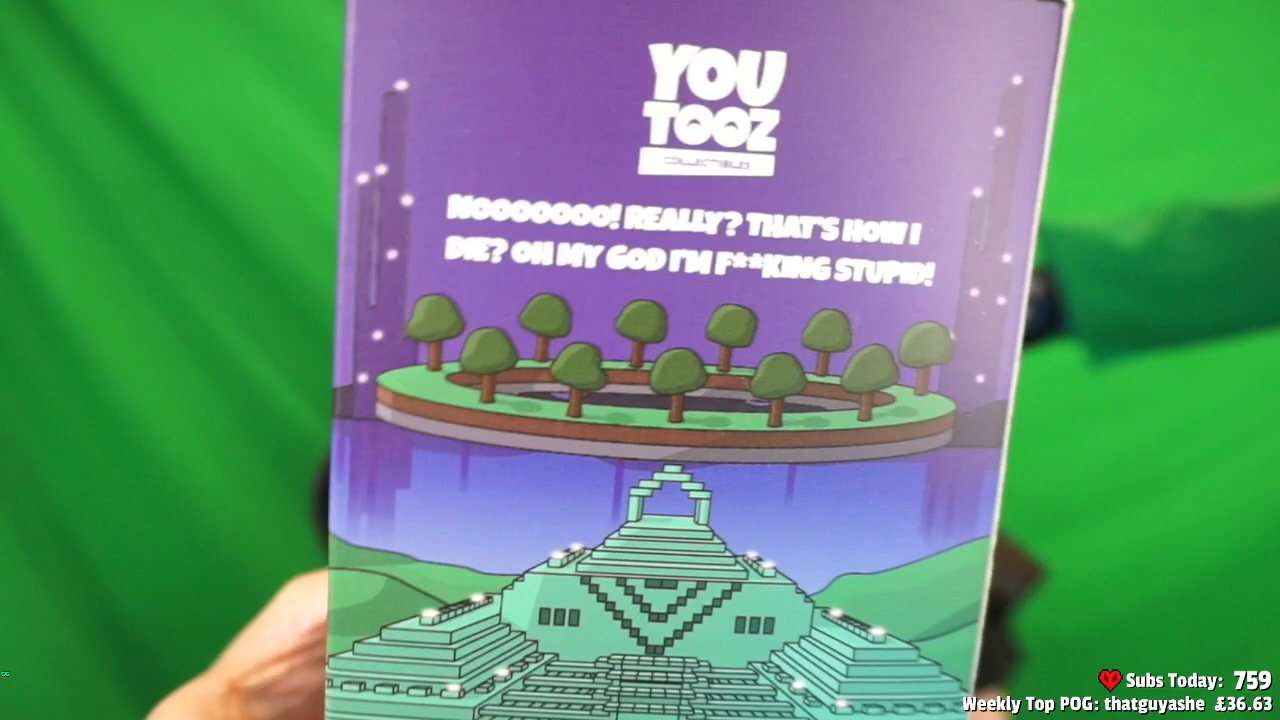 YOU
TOOZ
COLLECTIBLES
NOOOOOOO! REALLY? THAT'S HOW I
DIE? OH MY GOD I'M F**KING STUPID!
Subs Today: 759
Weekly Top POG: thatguyashe £36.63